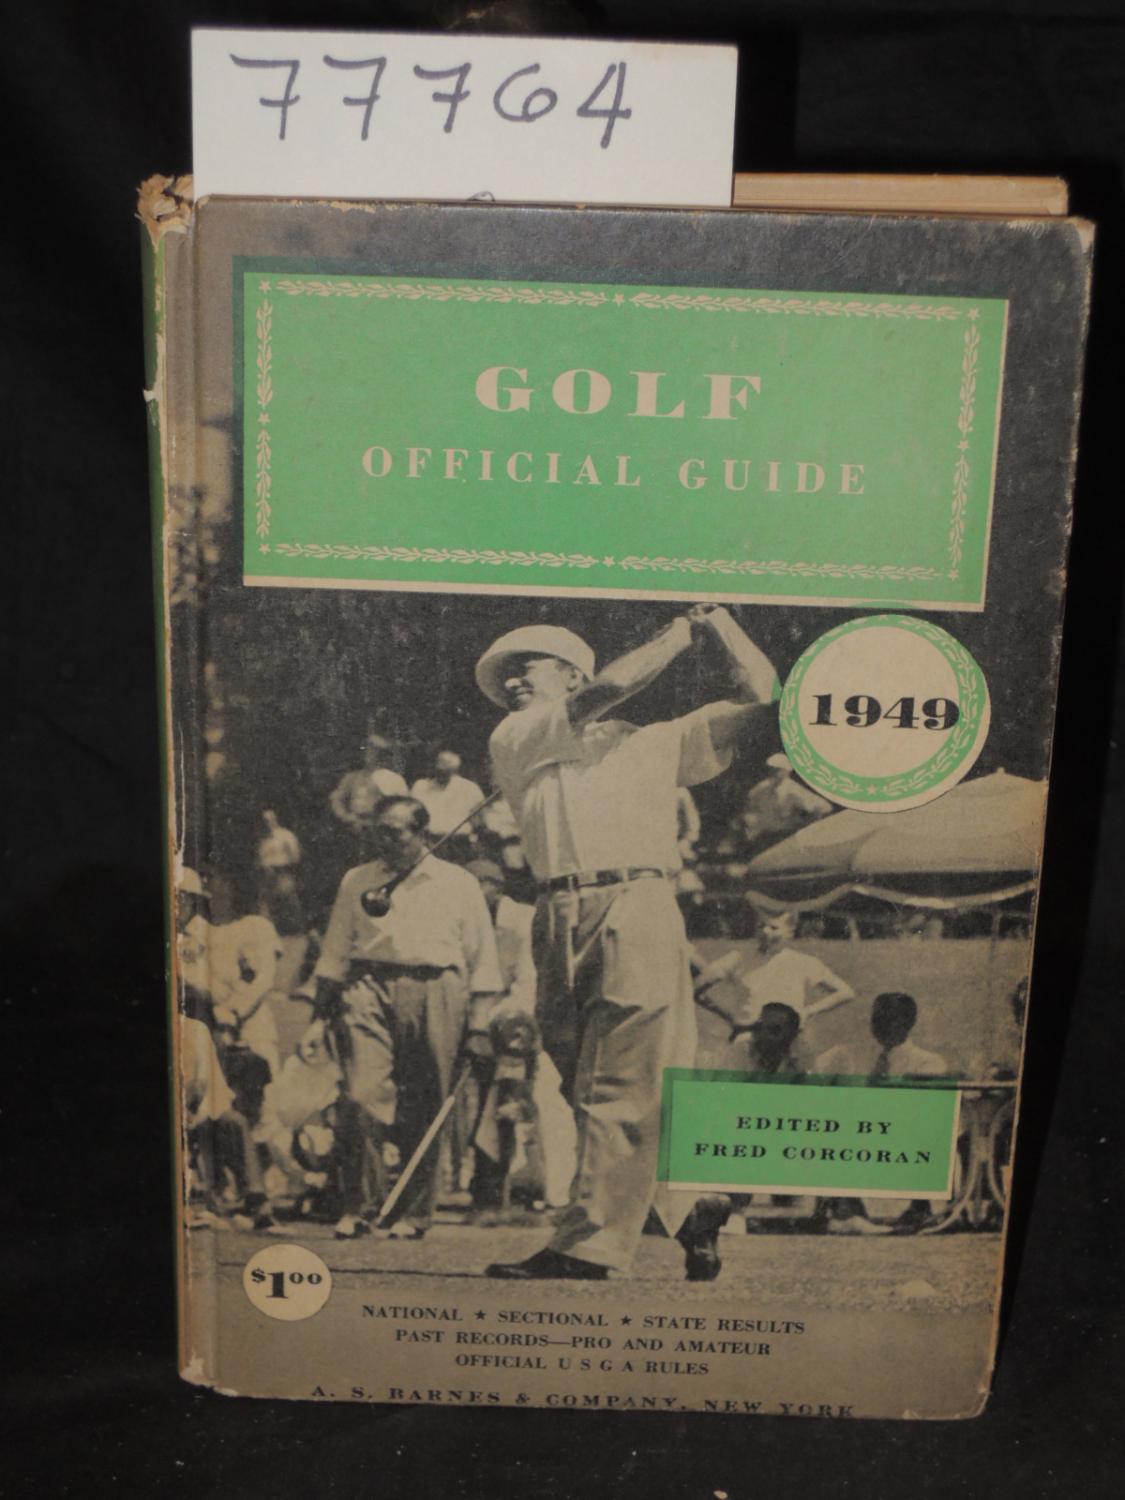 77764
GOLF
OFFICIAL GUIDE
1949
EDITED BY
FRED CORCORAN
$1.00
NATIONAL ★ SECTIONAL ★ STATE RESULTS
PAST RECORDS—PRO AND AMATEUR
OFFICIAL U S G A RULES
A. S. BARNES & COMPANY, NEW YORK